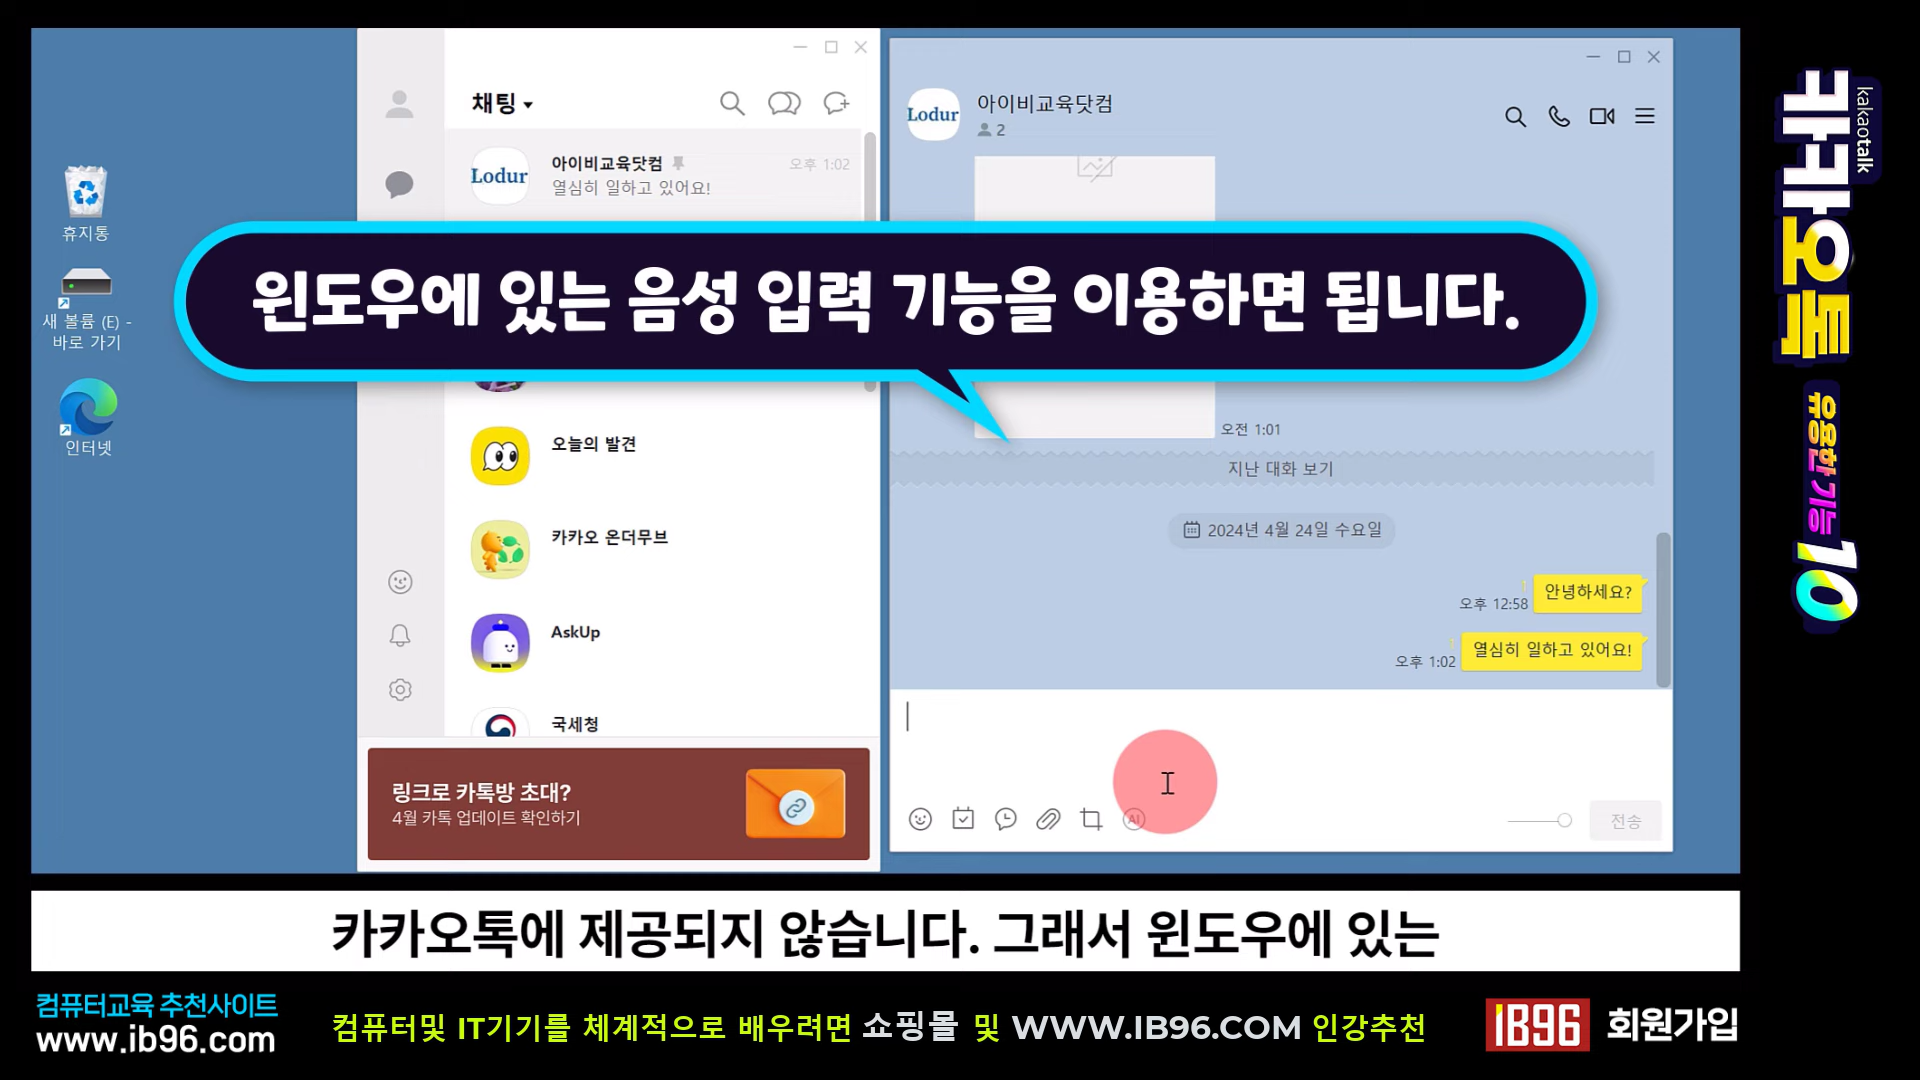 휴지통
새 볼륨 (E) -
바로 가기
인터넷
채팅
Lodur
아이비교육닷컴
오후 1:02
열심히 일하고 있어요!
윈도우에 있는 음성 입력 기능을 이용하면 됩니다.
오늘의 발견
카카오 온더무브
AskUp
국세청
링크로 카톡방 초대?
4월 카톡 업데이트 확인하기
Lodur
아이비교육닷컴
2
오전 1:01
지난 대화 보기
2024년 4월 24일 수요일
1
오후 12:58
안녕하세요?
1
오후 1:02
열심히 일하고 있어요!
AI
전송
kakaotalk
카카오톡
유용한 기능
10
카카오톡에 제공되지 않습니다. 그래서 윈도우에 있는
컴퓨터교육 추천사이트
www.ib96.com
컴퓨터및 IT기기를 체계적으로 배우려면 쇼핑몰 및 WWW.IB96.COM 인강추천
IB96 회원가입